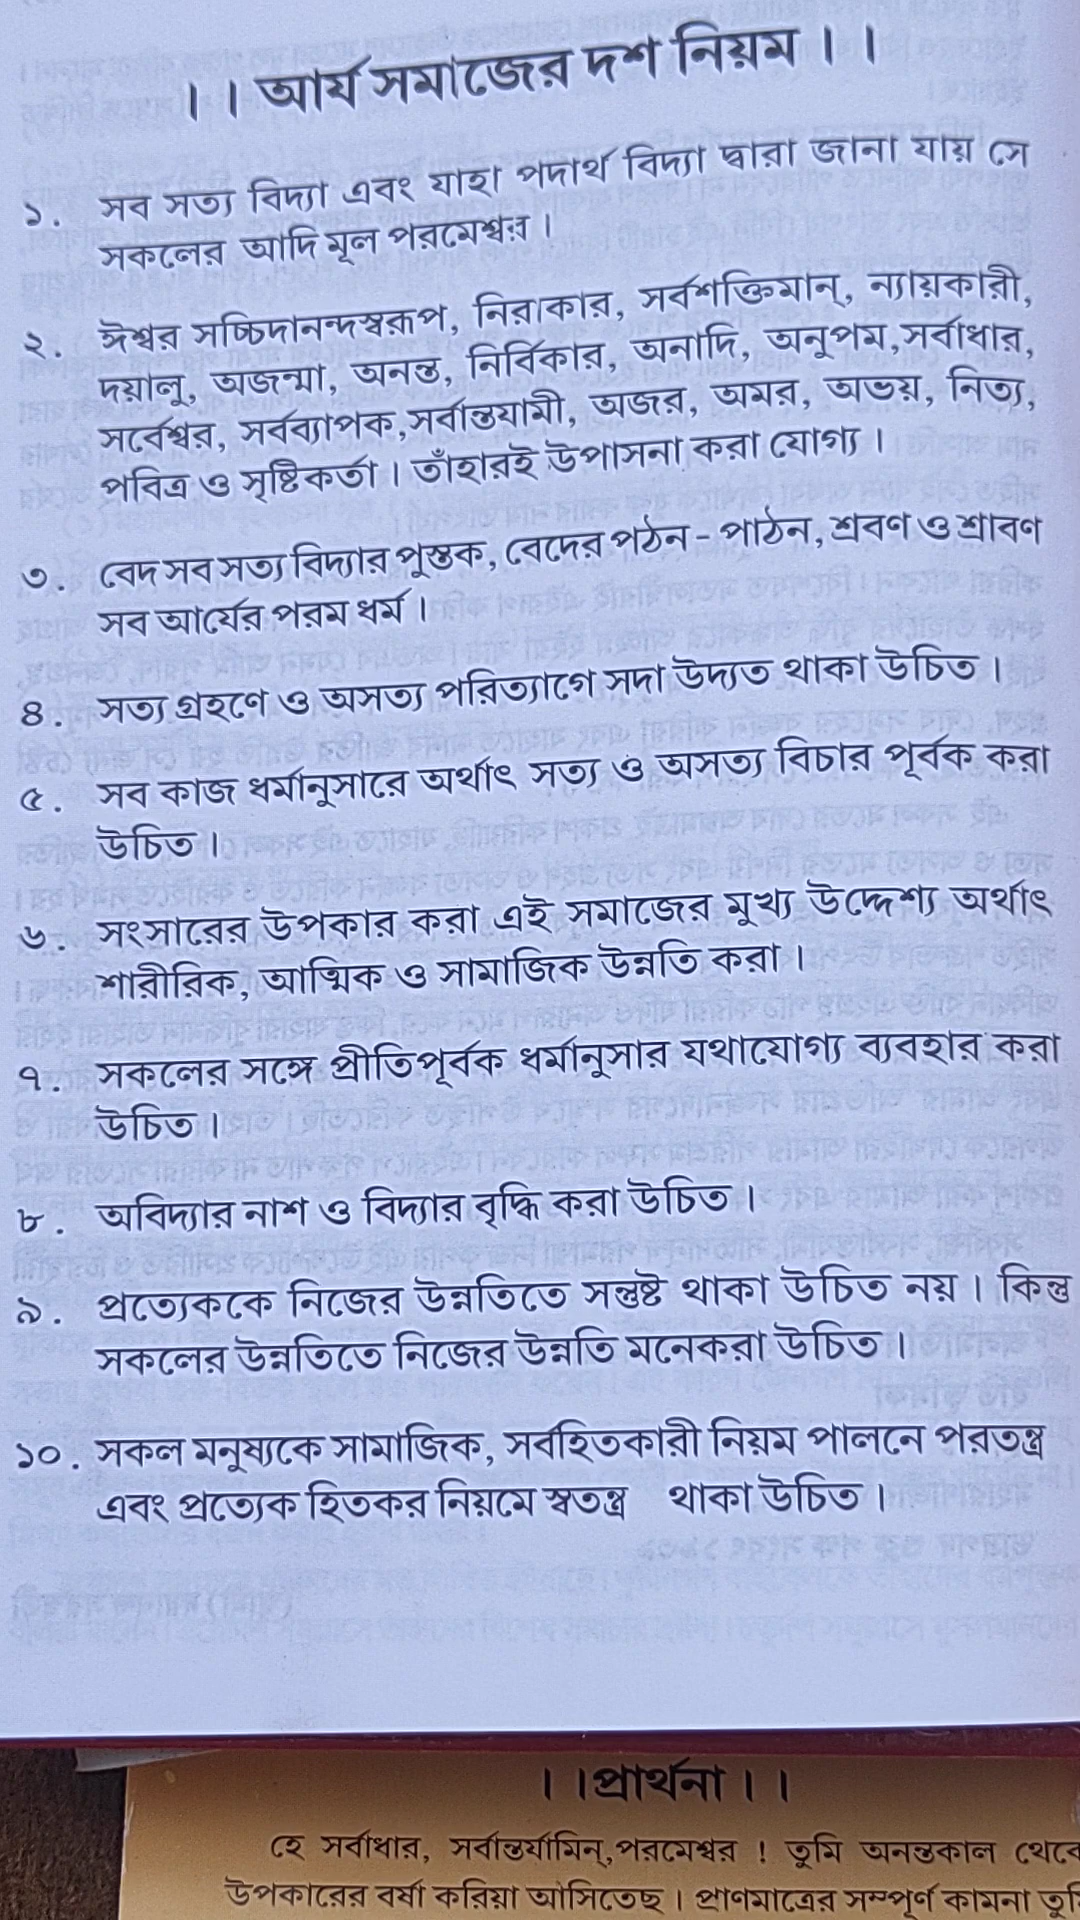 ।। আর্য সমাজের দশ নিয়ম ।।
১. সব সত্য বিদ্যা এবং যাহা পদার্থ বিদ্যা দ্বারা জানা যায় সে
সকলের আদি মূল পরমেশ্বর।
২. ঈশ্বর সচ্চিদানন্দস্বরূপ, নিরাকার, সর্বশক্তিমান্, ন্যায়কারী,
দয়ালু, অজন্মা, অনন্ত, নির্বিকার, অনাদি, অনুপম, সর্বাধার,
সর্বেশ্বর, সর্বব্যাপক, সর্বান্তযামী, অজর, অমর, অভয়, নিত্য,
পবিত্র ও সৃষ্টিকর্তা। তাঁহারই উপাসনা করা যোগ্য।
৩. বেদ সব সত্য বিদ্যার পুস্তক, বেদের পঠন - পাঠন, শ্রবণ ও শ্রাবণ
সব আর্যের পরম ধর্ম।
৪. সত্য গ্রহণে ও অসত্য পরিত্যাগে সদা উদ্যত থাকা উচিত।
৫. সব কাজ ধর্মানুসারে অর্থাৎ সত্য ও অসত্য বিচার পূর্বক করা
উচিত।
৬. সংসারের উপকার করা এই সমাজের মুখ্য উদ্দেশ্য অর্থাৎ
শারীরিক, আত্মিক ও সামাজিক উন্নতি করা।
৭. সকলের সঙ্গে প্রীতিপূর্বক ধর্মানুসার যথাযোগ্য ব্যবহার করা
উচিত।
৮. অবিদ্যার নাশ ও বিদ্যার বৃদ্ধি করা উচিত।
৯. প্রত্যেককে নিজের উন্নতিতে সন্তুষ্ট থাকা উচিত নয়। কিন্তু
সকলের উন্নতিতে নিজের উন্নতি মনেকরা উচিত।
১০. সকল মনুষ্যকে সামাজিক, সর্বহিতকারী নিয়ম পালনে পরতন্ত্র
এবং প্রত্যেক হিতকর নিয়মে স্বতন্ত্র থাকা উচিত।
।।প্রার্থনা।।
হে সর্বাধার, সর্বান্তর্যামিন্, পরমেশ্বর ! তুমি অনন্তকাল থেকে
উপকারের বর্ষা করিয়া আসিতেছ। প্রাণমাত্রের সম্পূর্ণ কামনা